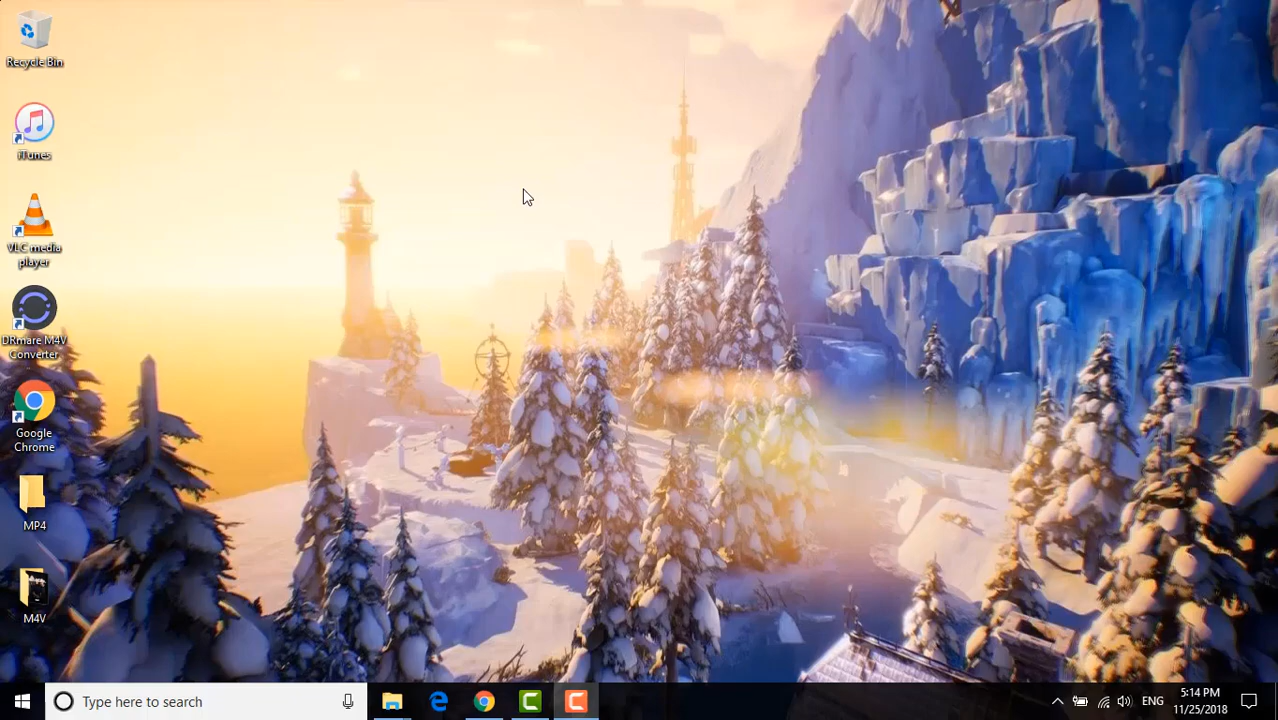 Recycle Bin
iTunes
VLC media
player
DRmare M4V
Converter
Google
Chrome
MP4
M4V
Type here to search
ENG
5:14 PM
11/25/2018